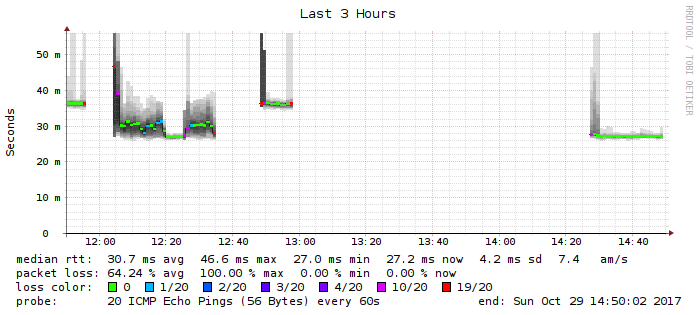 Last 3 Hours
RRDTOOL / TOBI OETIKER
Seconds
50 m
40 m
30 m
20 m
10 m
0
12:00 12:20 12:40 13:00 13:20 13:40 14:00 14:20 14:40
median rtt: 30.7 ms avg 46.6 ms max 27.0 ms min 27.2 ms now 4.2 ms sd 7.4 am/s
packet loss: 64.24 % avg 100.00 % max 0.00 % min 0.00 % now
loss color: 0 1/20 2/20 3/20 4/20 10/20 19/20
probe: 20 ICMP Echo Pings (56 Bytes) every 60s end: Sun Oct 29 14:50:02 2017